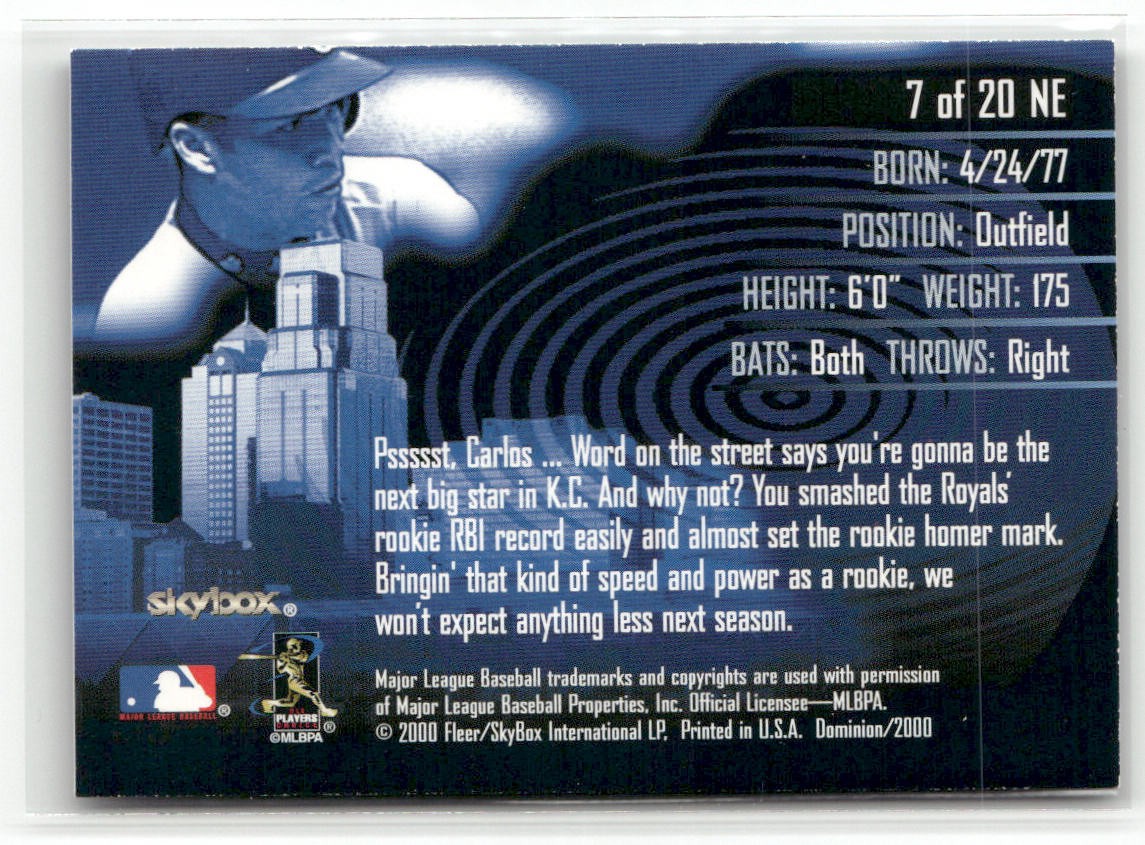 7 of 20 NE
BORN: 4/24/77
POSITION: Outfield
HEIGHT: 6'0" WEIGHT: 175
BATS: Both THROWS: Right
Pssssst, Carlos ... Word on the street says you're gonna be the
next big star in K.C. And why not? You smashed the Royals'
rookie RBI record easily and almost set the rookie homer mark.
Bringin' that kind of speed and power as a rookie, we
won't expect anything less next season.
skybox®
Major League Baseball trademarks and copyrights are used with permission
of Major League Baseball Properties, Inc. Official Licensee—MLBPA.
© 2000 Fleer/SkyBox International LP, Printed in U.S.A. Dominion/2000
MAJOR LEAGUE BASEBALL®
PLAYERS
CHOICE®
©MLBPA